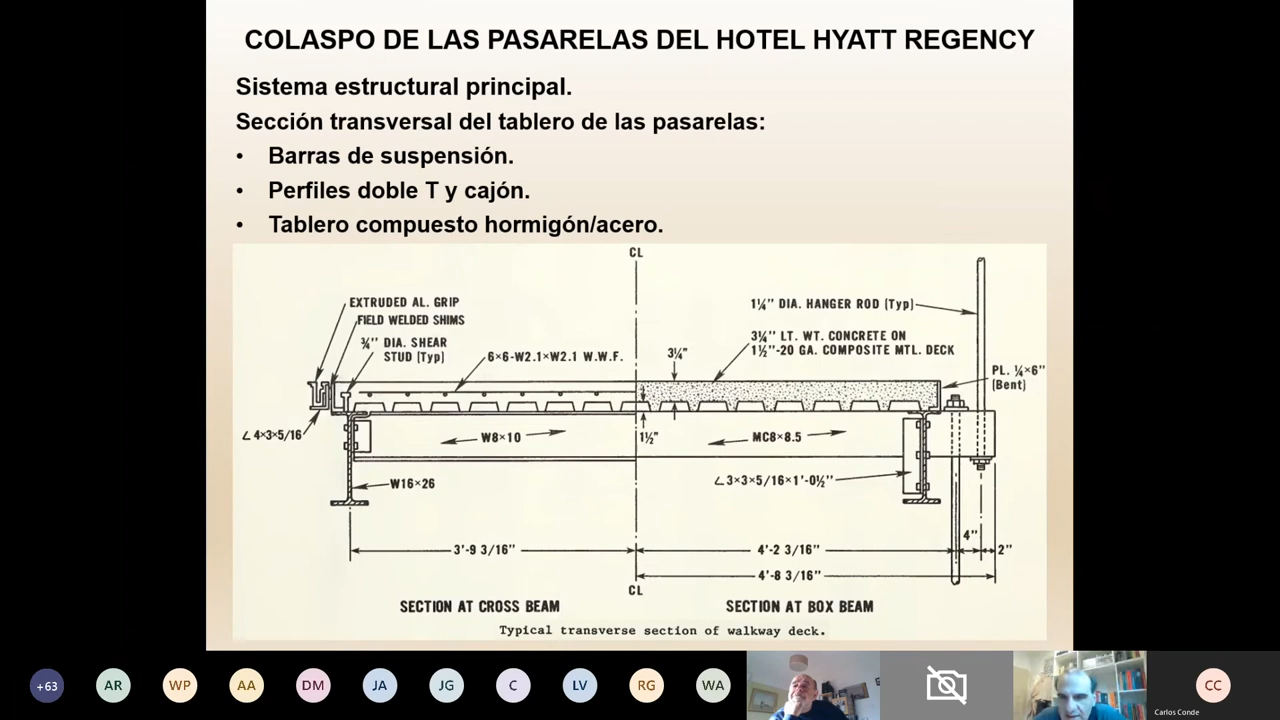 COLASPO DE LAS PASARELAS DEL HOTEL HYATT REGENCY
Sistema estructural principal.
Sección transversal del tablero de las pasarelas:
• Barras de suspensión.
• Perfiles doble T y cajón.
• Tablero compuesto hormigón/acero.
CL
EXTRUDED AL. GRIP
FIELD WELDED SHIMS
¾" DIA. SHEAR
STUD (Typ)
6×6-W2.1×W2.1 W.W.F.
3¼"
1¼" DIA. HANGER ROD (Typ)
3¼" LT. WT. CONCRETE ON
1½"-20 GA. COMPOSITE MTL. DECK
PL. ¼×6"
(Bent)
∠ 4×3×5/16
W8×10
1½"
MC8×8.5
W16×26
∠ 3×3×5/16×1'-0½"
3'-9 3/16"
4'-2 3/16"
4"
2"
4'-8 3/16"
CL
SECTION AT CROSS BEAM
SECTION AT BOX BEAM
Typical transverse section of walkway deck.
+63
AR
WP
AA
DM
JA
JG
C
LV
RG
WA
CC
Carlos Conde